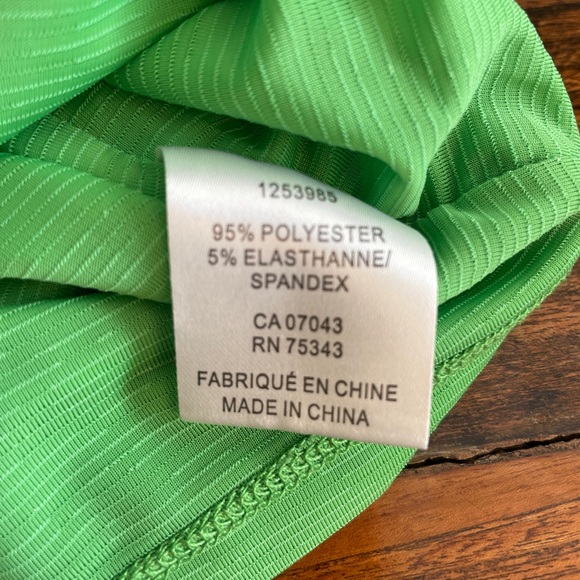 1253985
95% POLYESTER
5% ELASTHANNE/
SPANDEX
CA 07043
RN 75343
FABRIQUÉ EN CHINE
MADE IN CHINA